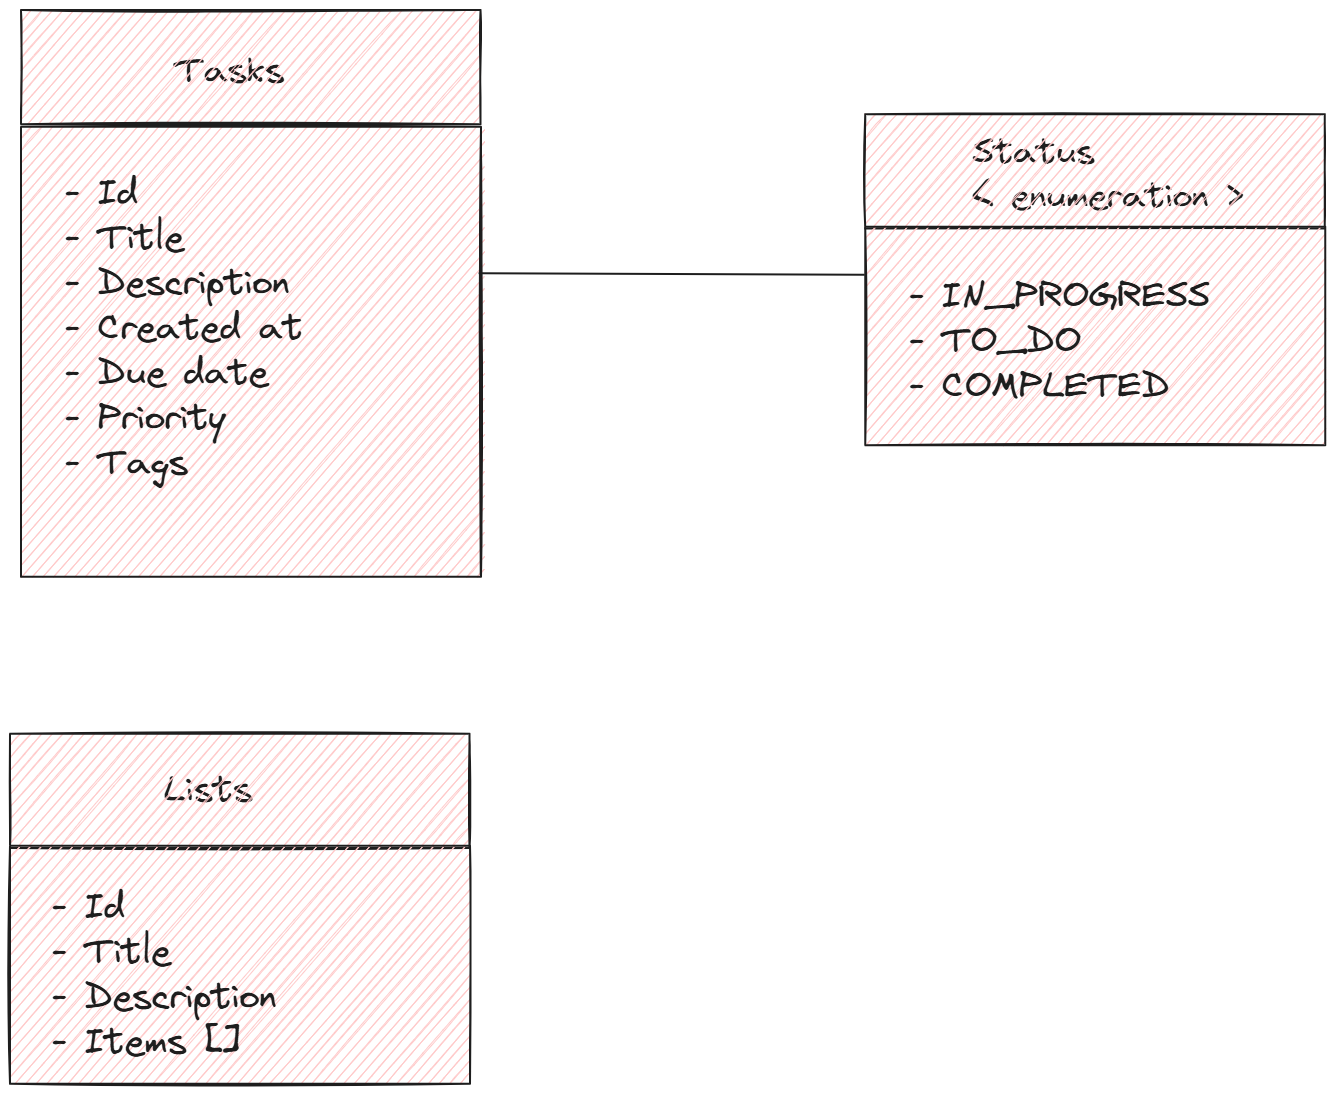 Tasks
- Id
- Title
- Description
- Created at
- Due date
- Priority
- Tags
Status
< enumeration >
- IN_PROGRESS
- TO_DO
- COMPLETED
Lists
- Id
- Title
- Description
- Items []